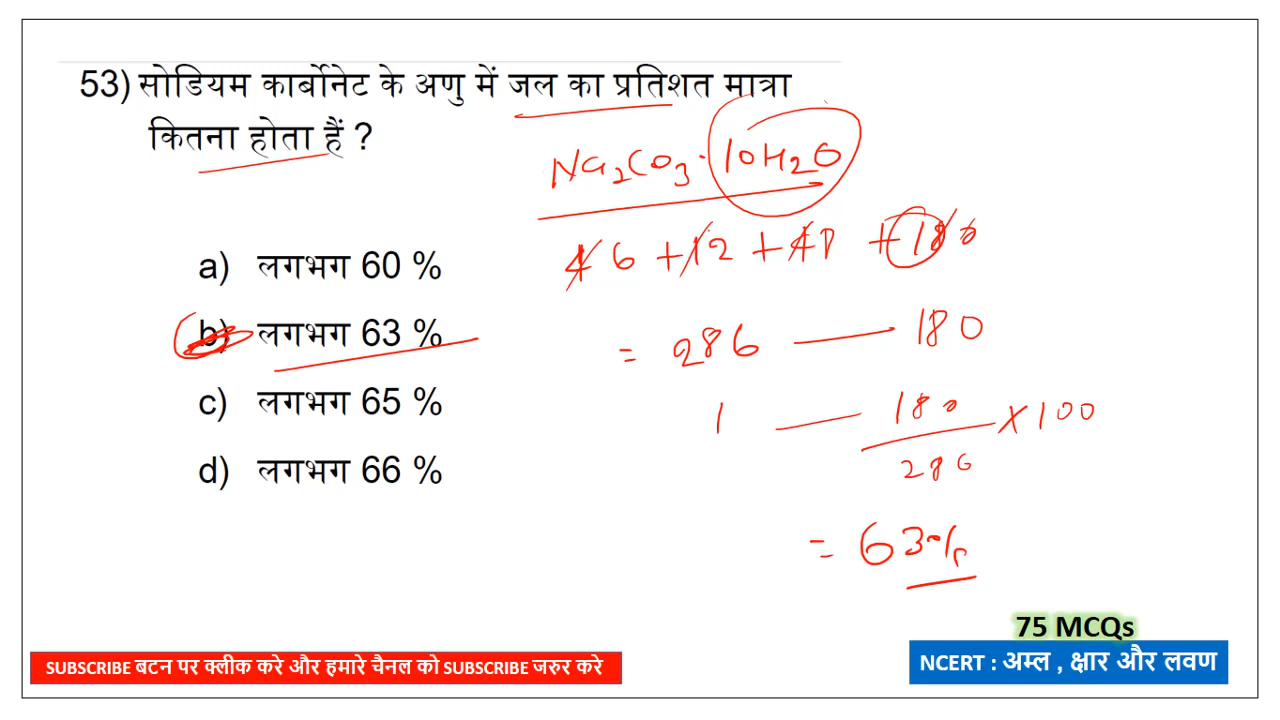 53) सोडियम कार्बोनेट के अणु में जल का प्रतिशत मात्रा
कितना होता हैं ?
Na2CO3·10H2O
46 + 12 + 48 + 180
a) लगभग 60 %
b) लगभग 63 %
= 286 — 180
c) लगभग 65 %
1 — 180/286 × 100
d) लगभग 66 %
= 63%
75 MCQs
SUBSCRIBE बटन पर क्लीक करे और हमारे चैनल को SUBSCRIBE जरुर करे
NCERT : अम्ल , क्षार और लवण